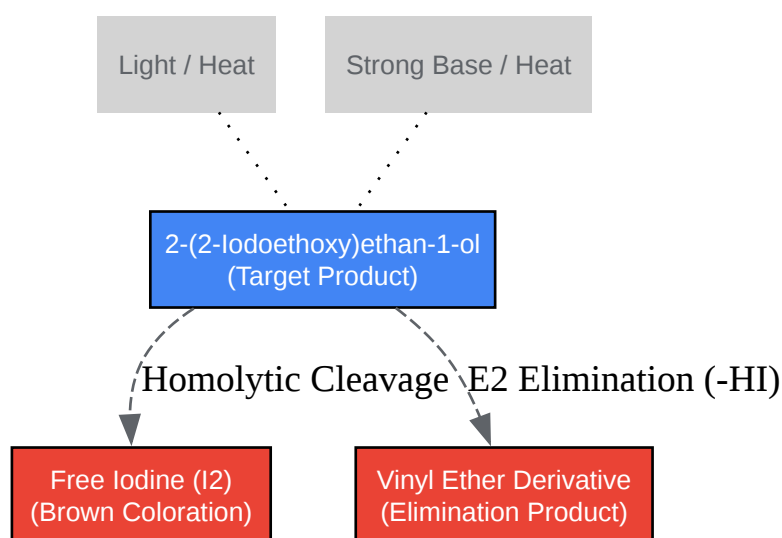 Light / Heat
Strong Base / Heat
2-(2-Iodoethoxy)ethan-1-ol
(Target Product)
Homolytic Cleavage
E2 Elimination (-HI)
Free Iodine (I2)
(Brown Coloration)
Vinyl Ether Derivative
(Elimination Product)